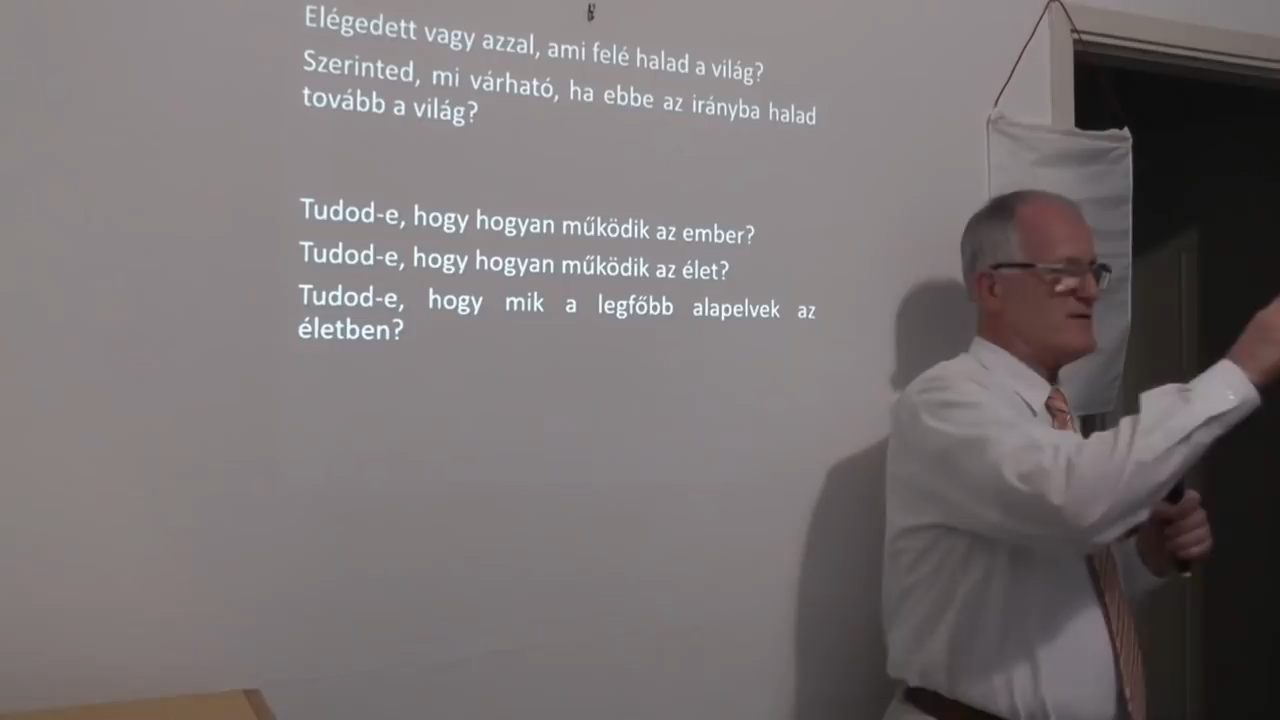 Elégedett vagy azzal, ami felé halad a világ?
Szerinted, mi várható, ha ebbe az irányba halad
tovább a világ?
Tudod-e, hogy hogyan működik az ember?
Tudod-e, hogy hogyan működik az élet?
Tudod-e, hogy mik a legfőbb alapelvek az
életben?